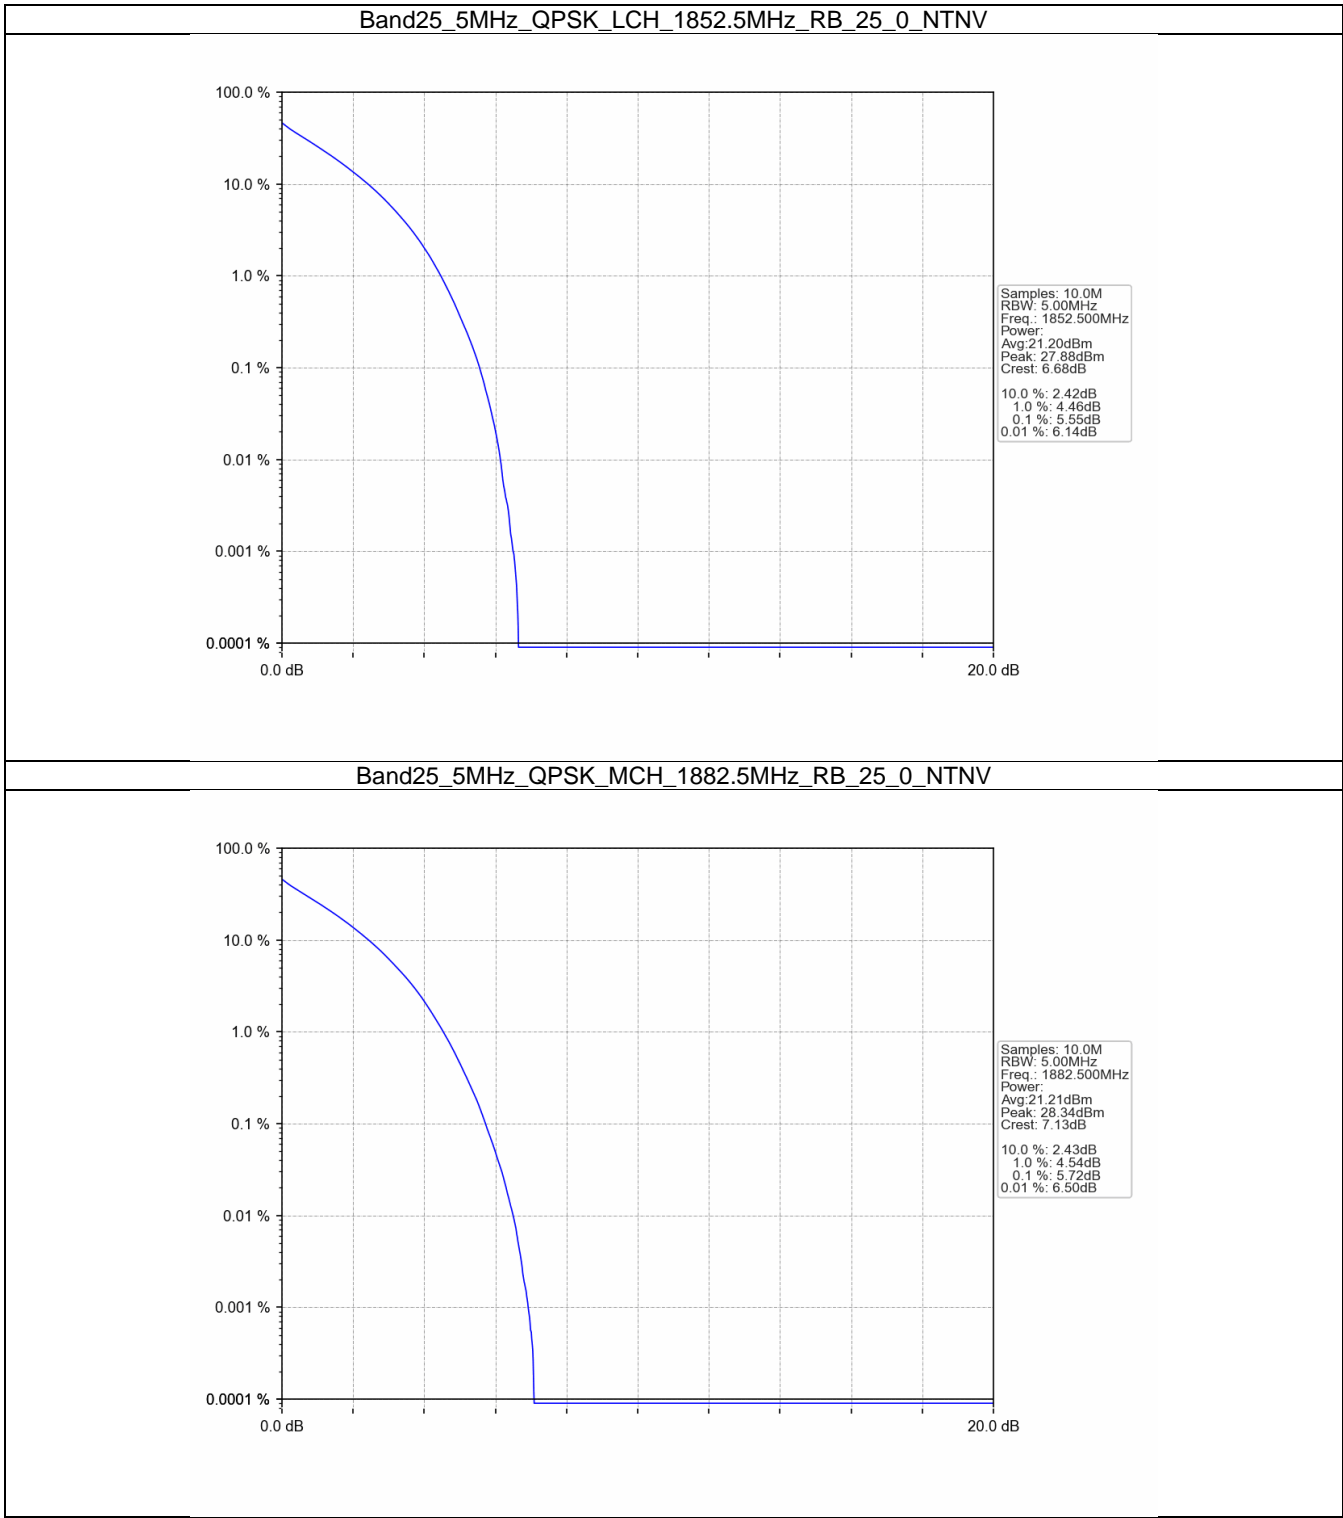 Band25_5MHz_QPSK_LCH_1852.5MHz_RB_25_0_NTNV
100.0 %
10.0 %
1.0 %
0.1 %
0.01 %
0.001 %
0.0001 %
0.0 dB
20.0 dB
Samples: 10.0M
RBW: 5.00MHz
Freq.: 1852.500MHz
Power:
Avg:21.20dBm
Peak: 27.88dBm
Crest: 6.68dB
10.0 %: 2.42dB
1.0 %: 4.46dB
0.1 %: 5.55dB
0.01 %: 6.14dB
Band25_5MHz_QPSK_MCH_1882.5MHz_RB_25_0_NTNV
100.0 %
10.0 %
1.0 %
0.1 %
0.01 %
0.001 %
0.0001 %
0.0 dB
20.0 dB
Samples: 10.0M
RBW: 5.00MHz
Freq.: 1882.500MHz
Power:
Avg:21.21dBm
Peak: 28.34dBm
Crest: 7.13dB
10.0 %: 2.43dB
1.0 %: 4.54dB
0.1 %: 5.72dB
0.01 %: 6.50dB